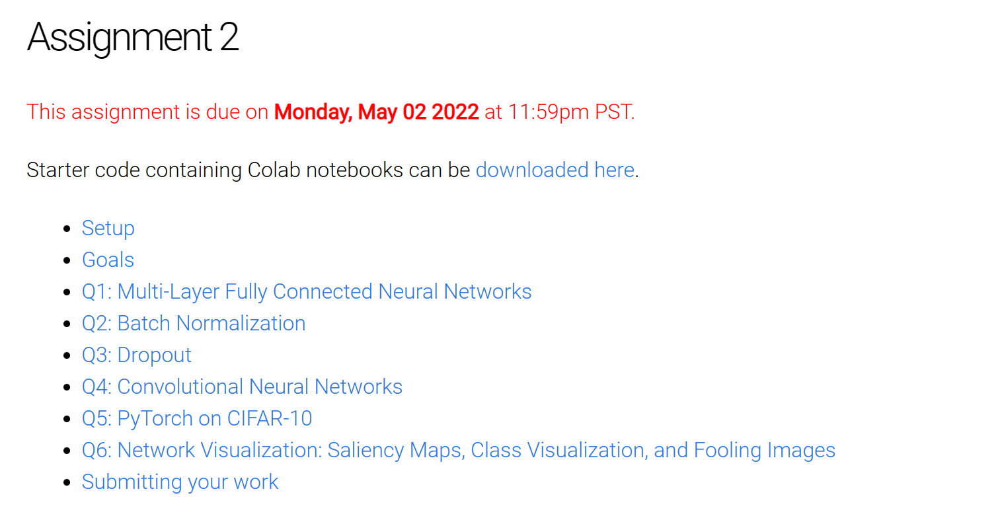 Assignment 2
This assignment is due on Monday, May 02 2022 at 11:59pm PST.
Starter code containing Colab notebooks can be downloaded here.
• Setup
• Goals
• Q1: Multi-Layer Fully Connected Neural Networks
• Q2: Batch Normalization
• Q3: Dropout
• Q4: Convolutional Neural Networks
• Q5: PyTorch on CIFAR-10
• Q6: Network Visualization: Saliency Maps, Class Visualization, and Fooling Images
• Submitting your work